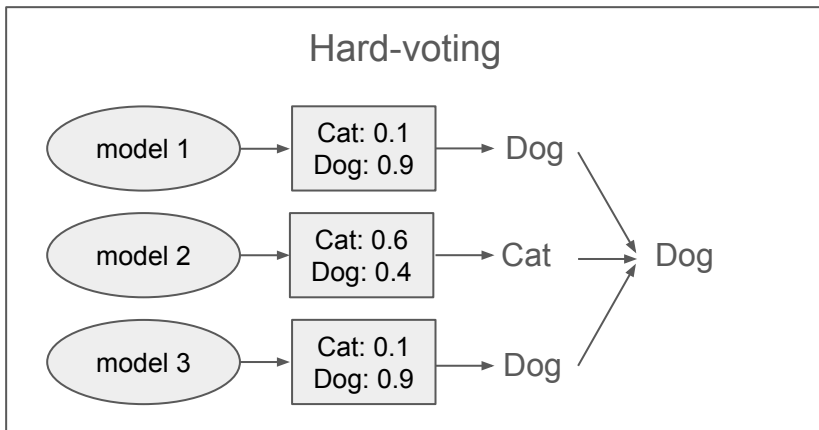 Hard-voting
model 1
Cat: 0.1
Dog: 0.9
Dog
model 2
Cat: 0.6
Dog: 0.4
Cat
Dog
model 3
Cat: 0.1
Dog: 0.9
Dog